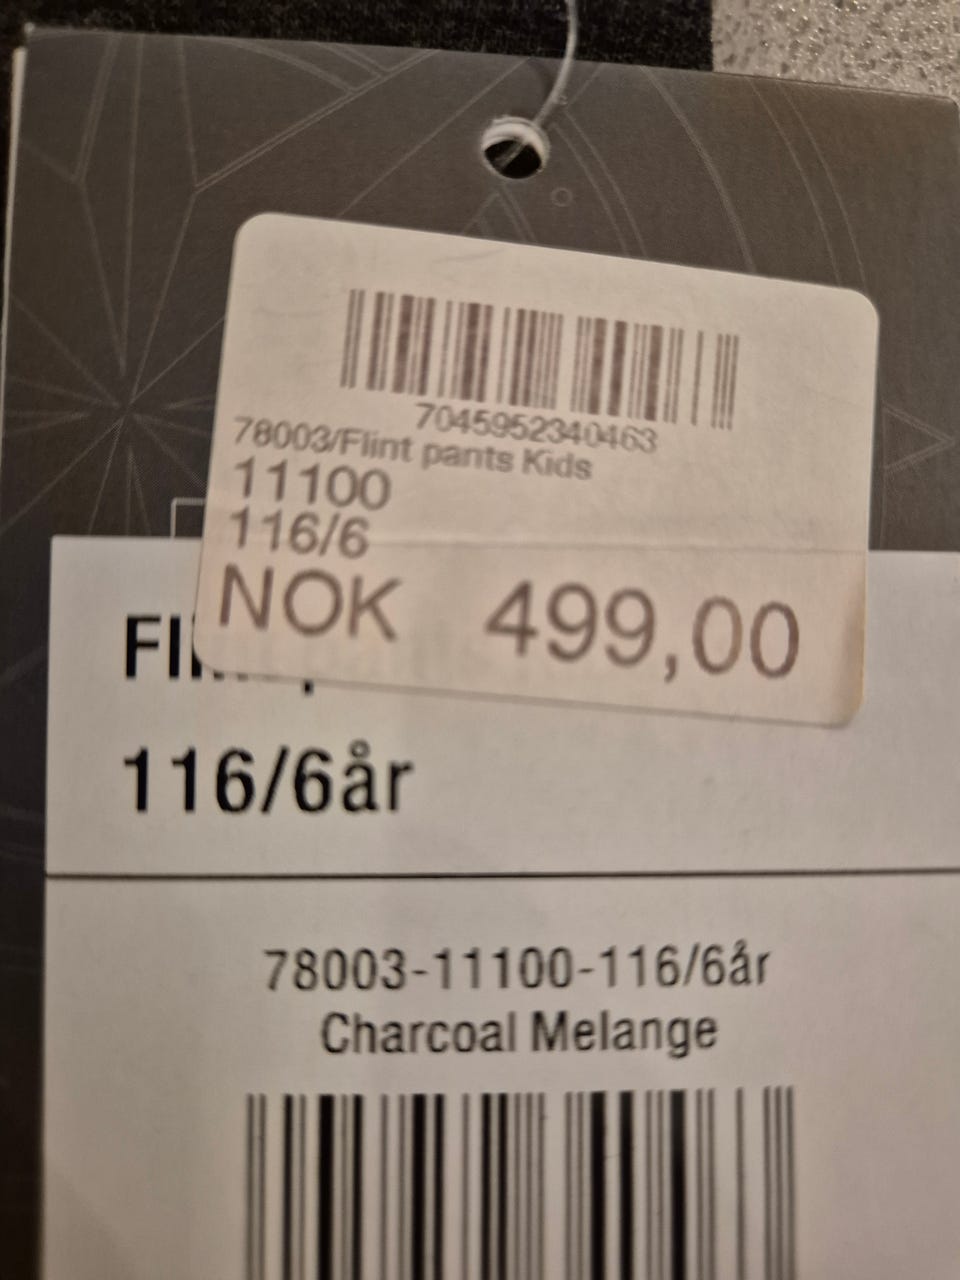 7045952340463
78003/Flint pants Kids
11100
116/6
NOK 499,00
116/6år
78003-11100-116/6år
Charcoal Melange